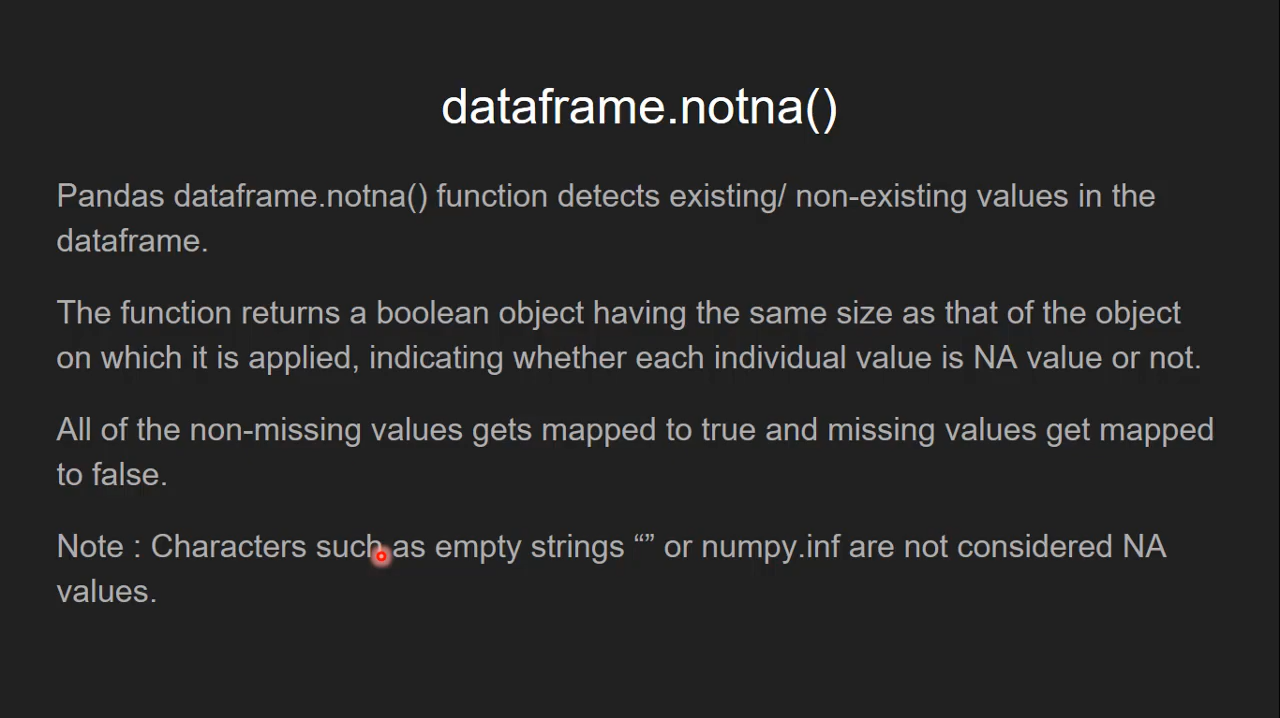 dataframe.notna()
Pandas dataframe.notna() function detects existing/ non-existing values in the
dataframe.
The function returns a boolean object having the same size as that of the object
on which it is applied, indicating whether each individual value is NA value or not.
All of the non-missing values gets mapped to true and missing values get mapped
to false.
Note : Characters such as empty strings “” or numpy.inf are not considered NA
values.